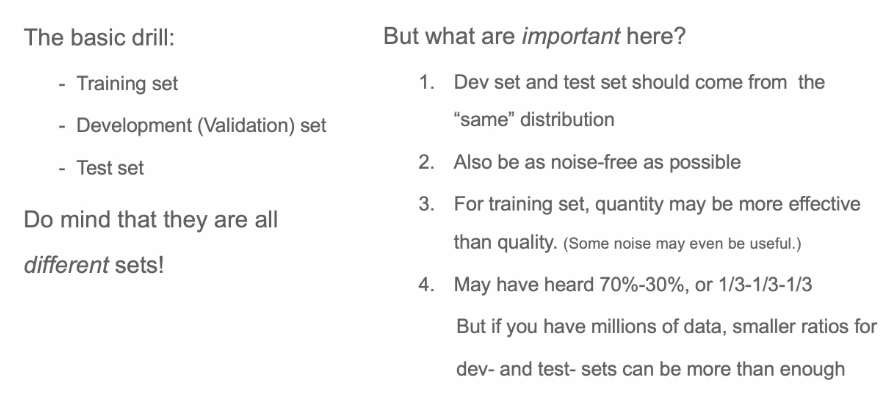 The basic drill:
- Training set
- Development (Validation) set
- Test set
Do mind that they are all
different sets!
But what are important here?
1. Dev set and test set should come from the
“same” distribution
2. Also be as noise-free as possible
3. For training set, quantity may be more effective
than quality. (Some noise may even be useful.)
4. May have heard 70%-30%, or 1/3-1/3-1/3
But if you have millions of data, smaller ratios for
dev- and test- sets can be more than enough